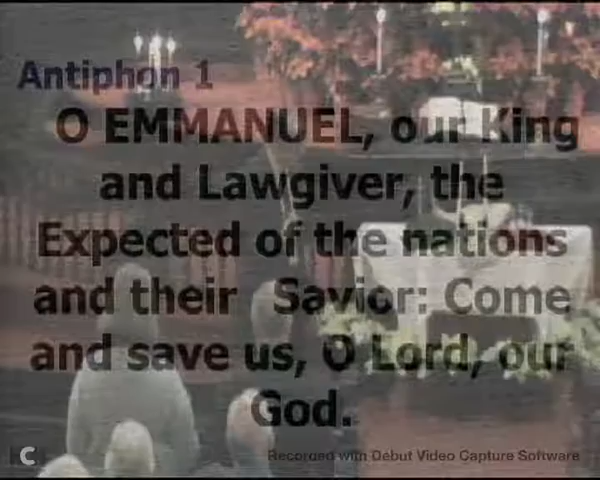 Antiphon 1
O EMMANUEL, our King
and Lawgiver, the
Expected of the nations
and their Savior: Come
and save us, O Lord, our
God.
C
Recorded with Debut Video Capture Software